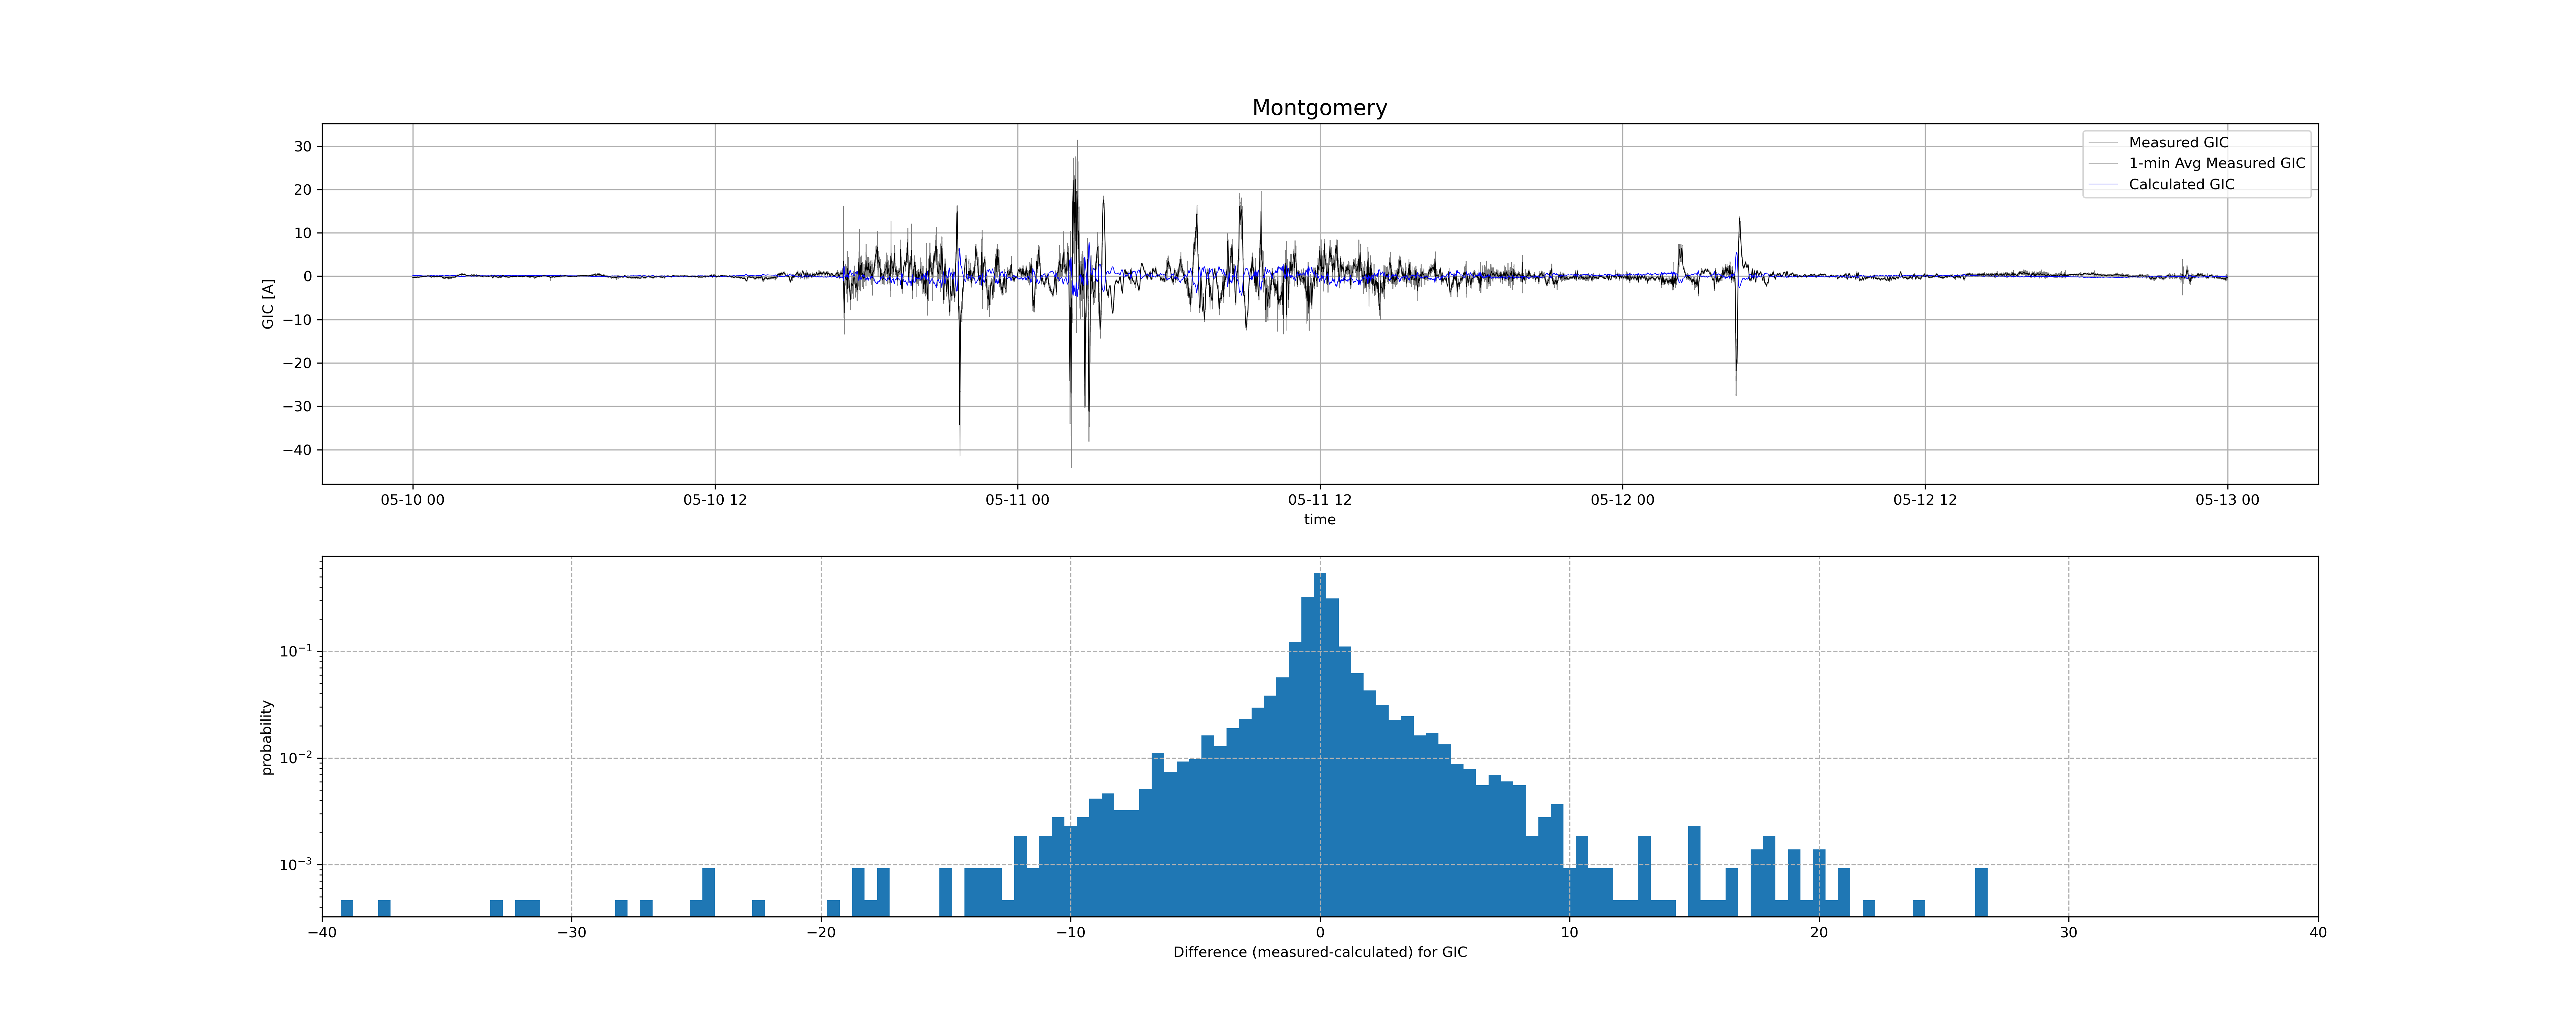 Montgomery
Measured GIC
1-min Avg Measured GIC
Calculated GIC
30
20
10
0
−10
−20
−30
−40
GIC [A]
05-10 00 05-10 12 05-11 00 05-11 12 05-12 00 05-12 12 05-13 00
time
10⁻¹
10⁻²
10⁻³
probability
−40 −30 −20 −10 0 10 20 30 40
Difference (measured-calculated) for GIC